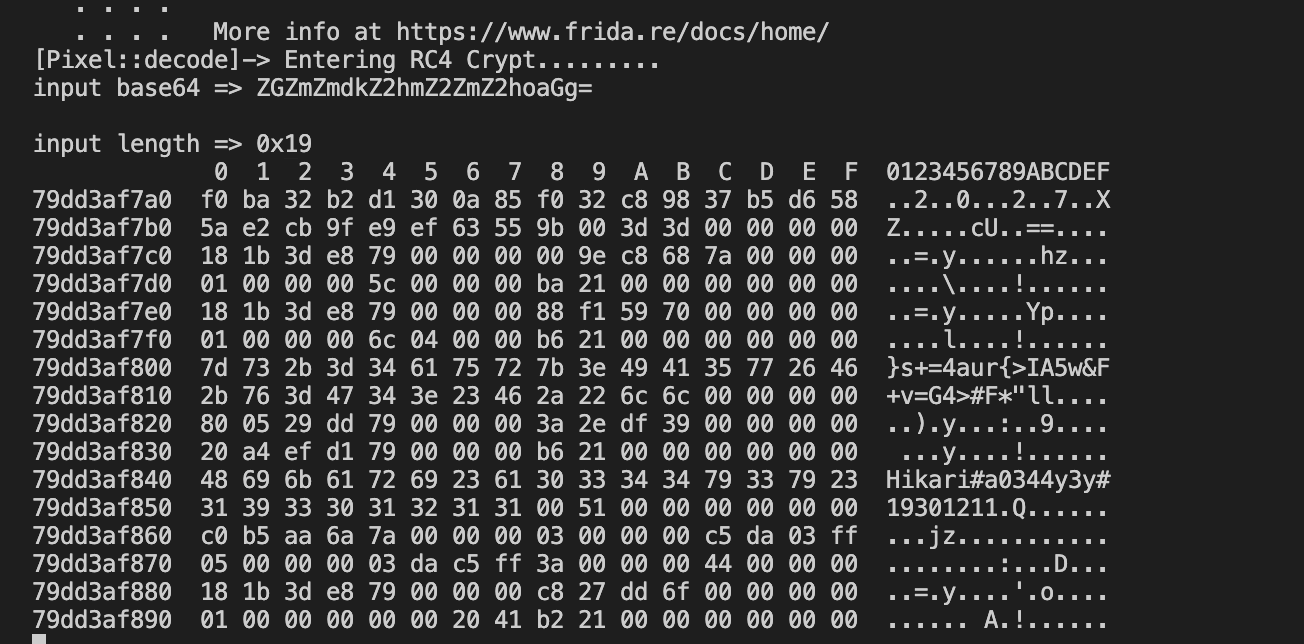 . . . .
. . . .   More info at https://www.frida.re/docs/home/
[Pixel::decode]-> Entering RC4 Crypt.........
input base64 => ZGZmZmdkZ2hmZ2ZmZ2hoaGg=
input length => 0x19
             0  1  2  3  4  5  6  7  8  9  A  B  C  D  E  F  0123456789ABCDEF
79dd3af7a0  f0 ba 32 b2 d1 30 0a 85 f0 32 c8 98 37 b5 d6 58  ..2..0...2..7..X
79dd3af7b0  5a e2 cb 9f e9 ef 63 55 9b 00 3d 3d 00 00 00 00  Z.....cU..==....
79dd3af7c0  18 1b 3d e8 79 00 00 00 00 9e c8 68 7a 00 00 00  ..=.y......hz...
79dd3af7d0  01 00 00 00 5c 00 00 00 ba 21 00 00 00 00 00 00  ....\....!......
79dd3af7e0  18 1b 3d e8 79 00 00 00 88 f1 59 70 00 00 00 00  ..=.y.....Yp....
79dd3af7f0  01 00 00 00 6c 04 00 00 b6 21 00 00 00 00 00 00  ....l....!......
79dd3af800  7d 73 2b 3d 34 61 75 72 7b 3e 49 41 35 77 26 46  }s+=4aur{>IA5w&F
79dd3af810  2b 76 3d 47 34 3e 23 46 2a 22 6c 6c 00 00 00 00  +v=G4>#F*"ll....
79dd3af820  80 05 29 dd 79 00 00 00 3a 2e df 39 00 00 00 00  ..).y...:..9....
79dd3af830  20 a4 ef d1 79 00 00 00 b6 21 00 00 00 00 00 00   ...y....!......
79dd3af840  48 69 6b 61 72 69 23 61 30 33 34 34 79 33 79 23  Hikari#a0344y3y#
79dd3af850  31 39 33 30 31 32 31 31 00 51 00 00 00 00 00 00  19301211.Q......
79dd3af860  c0 b5 aa 6a 7a 00 00 00 03 00 00 00 c5 da 03 ff  ...jz...........
79dd3af870  05 00 00 00 03 da c5 ff 3a 00 00 00 44 00 00 00  ........:...D...
79dd3af880  18 1b 3d e8 79 00 00 00 c8 27 dd 6f 00 00 00 00  ..=.y....'.o....
79dd3af890  01 00 00 00 00 00 20 41 b2 21 00 00 00 00 00 00  ...... A.!......